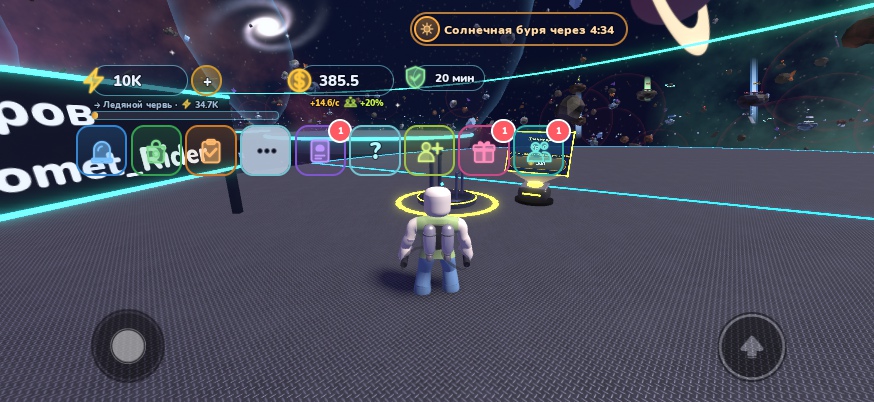 Солнечная буря через 4:34
10K
+
385.5
20 мин
→ Ледяной червь · 34.7K
+14.6/c +20%
ров
omet_Rider
1
?
1
1